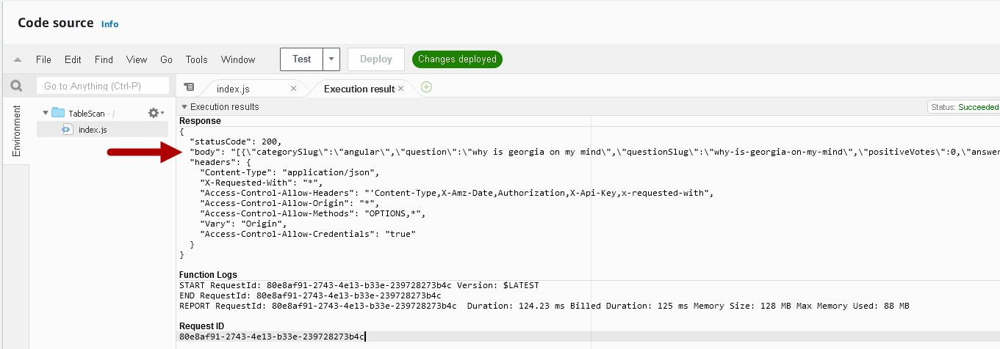 Code source Info
File Edit Find View Go Tools Window Test Deploy Changes deployed
Go to Anything (Ctrl-P)
index.js
Execution result
Environment
TableScan - /
index.js
Execution results
Status: Succeeded
Response
{
"statusCode": 200,
"body": "[{\"categorySlug\":\"angular\",\"question\":\"why is georgia on my mind\",\"questionSlug\":\"why-is-georgia-on-my-mind\",\"positiveVotes\":0,\"answer
"headers": {
"Content-Type": "application/json",
"X-Requested-With": "*",
"Access-Control-Allow-Headers": "'Content-Type,X-Amz-Date,Authorization,X-Api-Key,x-requested-with",
"Access-Control-Allow-Origin": "*",
"Access-Control-Allow-Methods": "OPTIONS,*",
"Vary": "Origin",
"Access-Control-Allow-Credentials": "true"
}
}
Function Logs
START RequestId: 80e8af91-2743-4e13-b33e-239728273b4c Version: $LATEST
END RequestId: 80e8af91-2743-4e13-b33e-239728273b4c
REPORT RequestId: 80e8af91-2743-4e13-b33e-239728273b4c Duration: 124.23 ms Billed Duration: 125 ms Memory Size: 128 MB Max Memory Used: 88 MB
Request ID
80e8af91-2743-4e13-b33e-239728273b4c